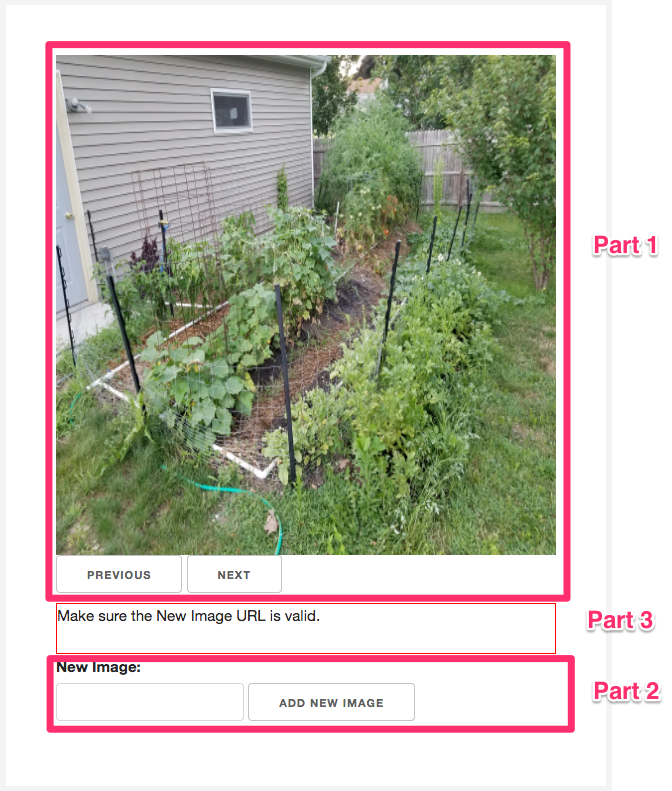 Part 1
PREVIOUS NEXT
Make sure the New Image URL is valid.
Part 3
New Image:
ADD NEW IMAGE
Part 2